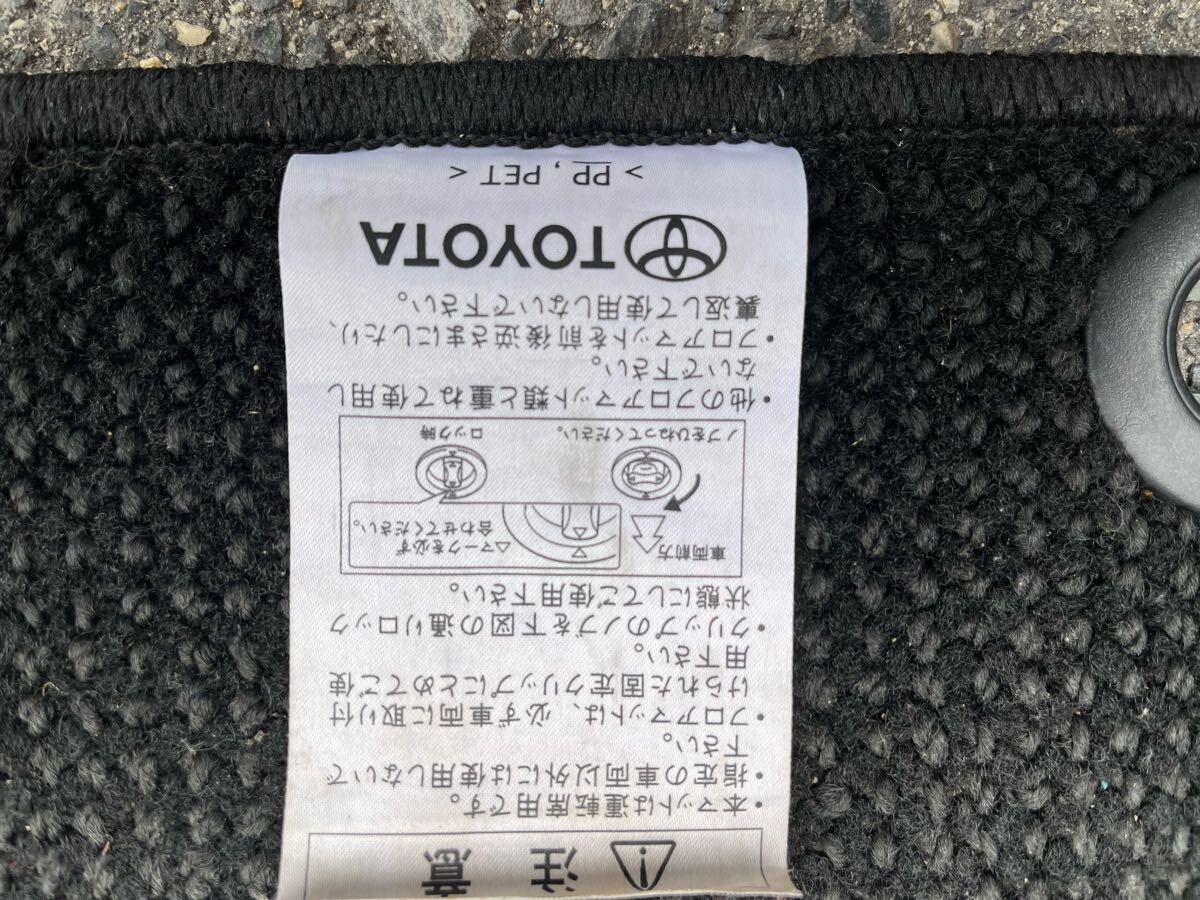 注意
・本マットは運転席用です。
・指定の車両以外には使用しないで
下さい。
・フロアマットは、必ず車両に取り付
けられた固定クリップにとめてご使
用下さい。
・クリップのノブを下図の通りロック
状態にしてご使用下さい。
車両前方
△マークを必ず
合わせてください。
ノブをひねってください。
ロック時
・他のフロアマット類と重ねて使用し
ないで下さい。
・フロアマットを前後逆さまにしたり、
裏返して使用しないで下さい。
TOYOTA
> PP, PET <